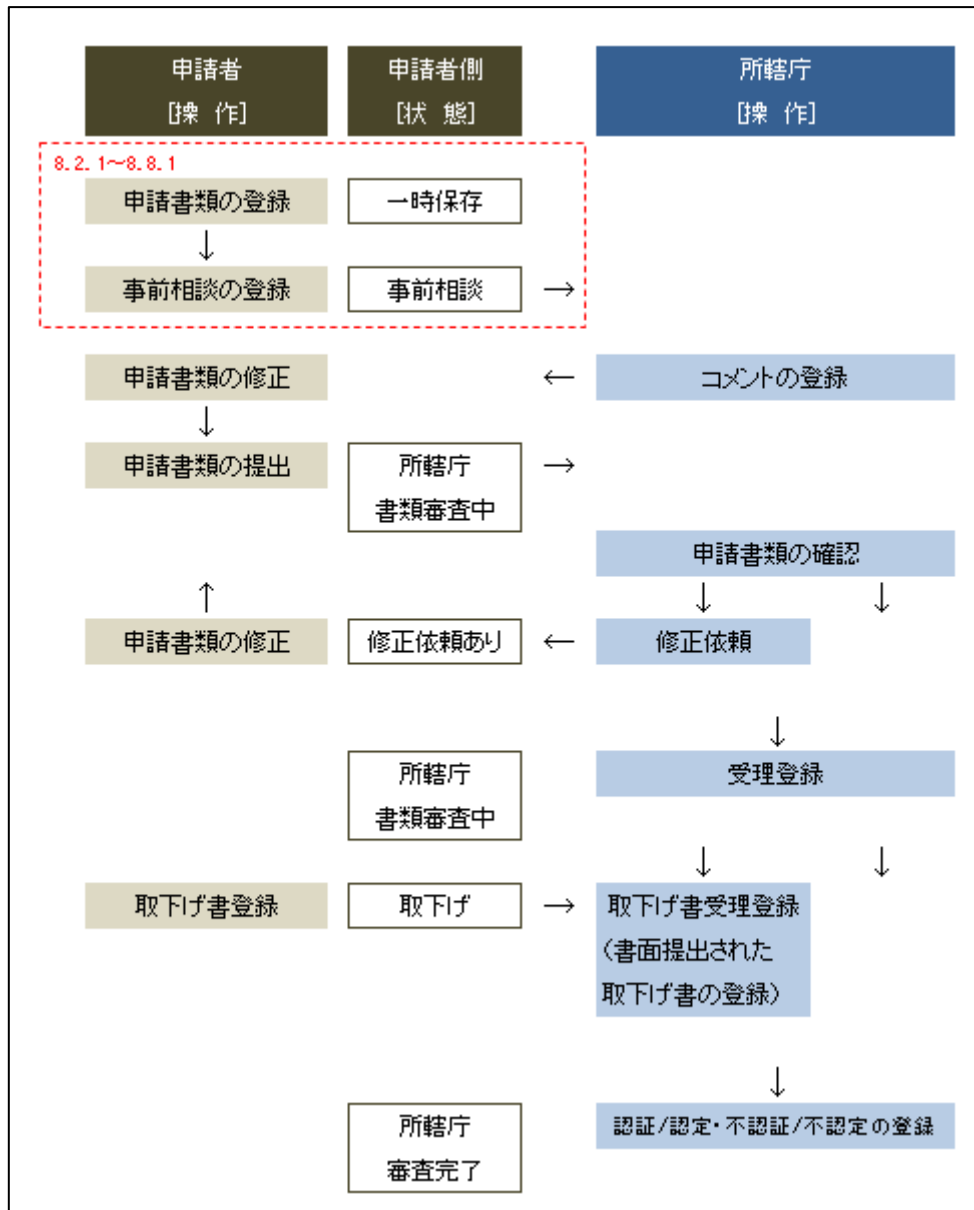 申請者
[操 作]
申請者側
[状 態]
所轄庁
[操 作]
8.2.1~8.8.1
申請書類の登録
一時保存
↓
事前相談の登録
事前相談
→
申請書類の修正
←
コメントの登録
↓
申請書類の提出
所轄庁
書類審査中
→
申請書類の確認
↑
↓
↓
申請書類の修正
修正依頼あり
←
修正依頼
↓
所轄庁
書類審査中
受理登録
↓
↓
取下げ書登録
取下げ
→
取下げ書受理登録
(書面提出された
取下げ書の登録)
↓
所轄庁
審査完了
認証/認定・不認証/不認定の登録